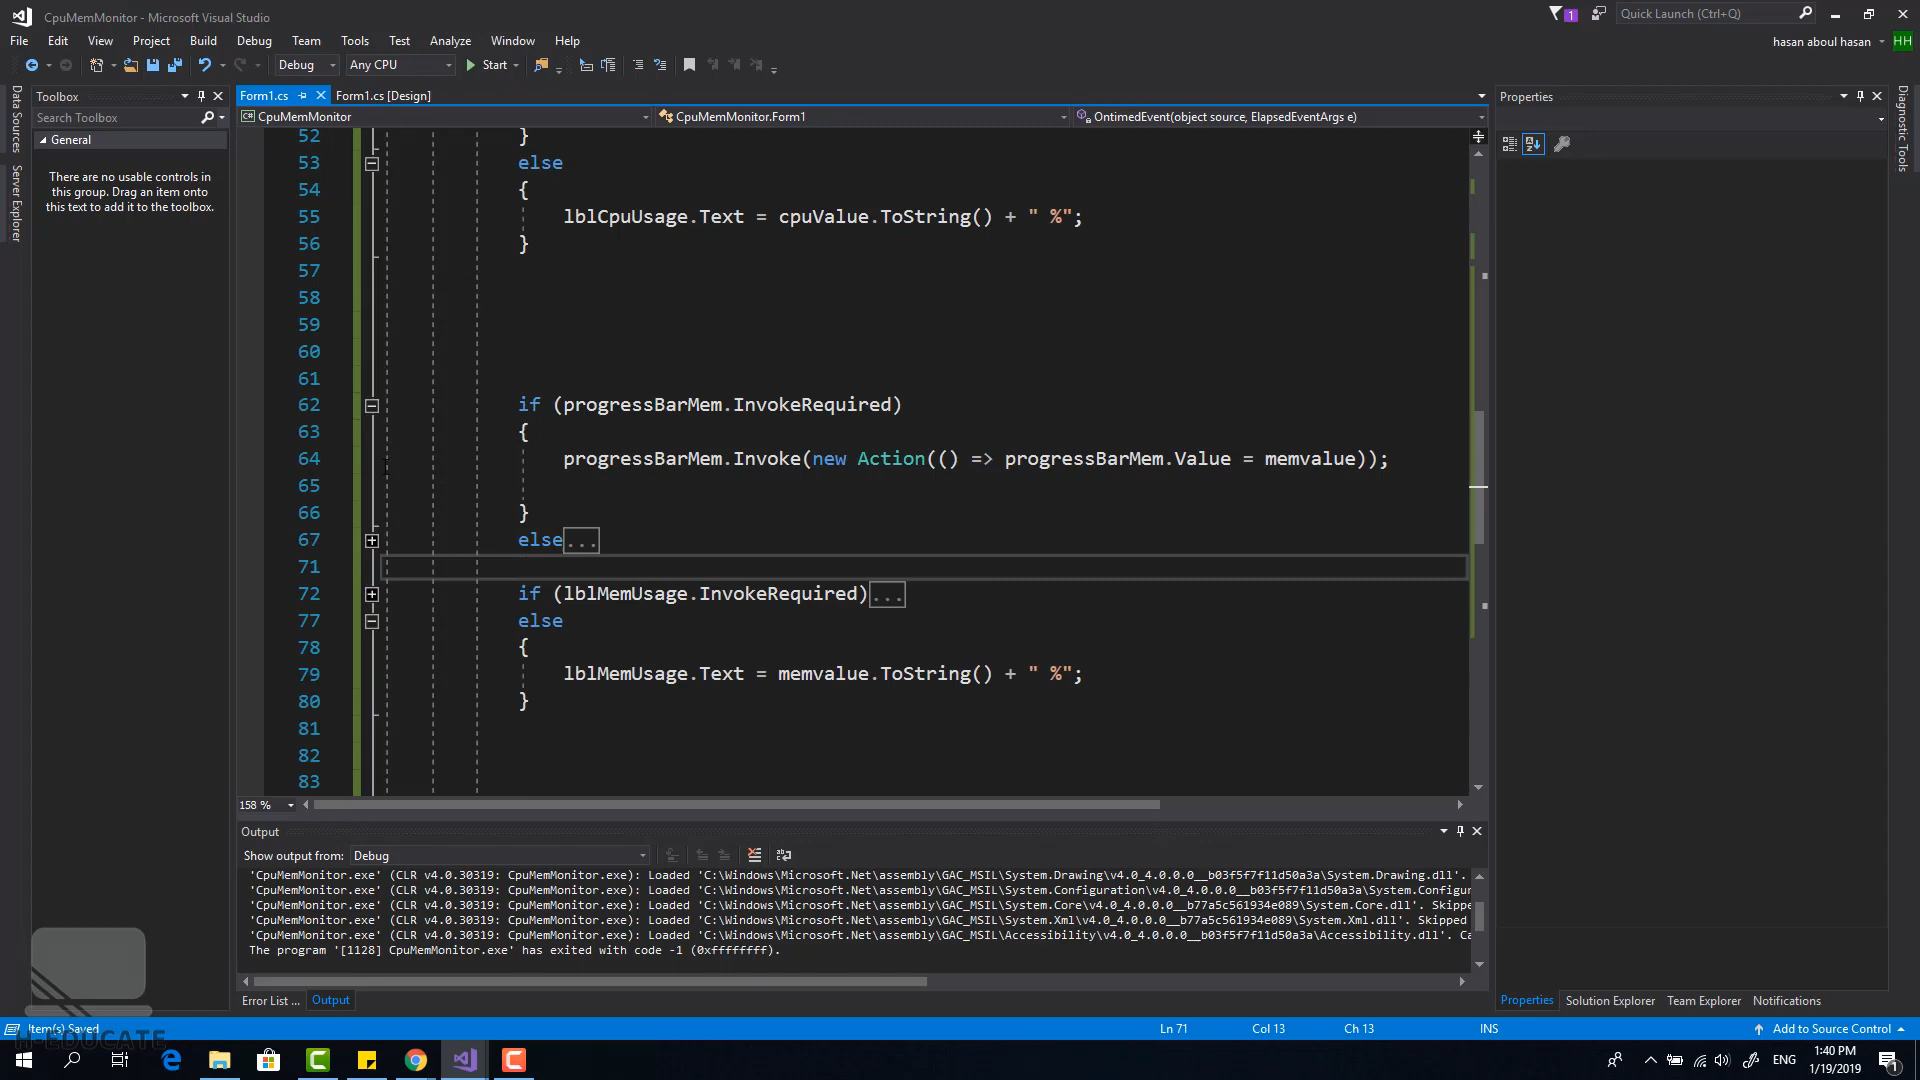 CpuMemMonitor - Microsoft Visual Studio
1
Quick Launch (Ctrl+Q)
File Edit View Project Build Debug Team Tools Test Analyze Window Help
hasan aboul hasan HH
Debug Any CPU Start
Data Sources
Server Explorer
Toolbox
Search Toolbox
General
There are no usable controls in
this group. Drag an item onto
this text to add it to the toolbox.
Form1.cs Form1.cs [Design]
CpuMemMonitor CpuMemMonitor.Form1 OntimedEvent(object source, ElapsedEventArgs e)
52 }
53 else
54 {
55 lblCpuUsage.Text = cpuValue.ToString() + " %";
56 }
57
58
59
60
61
62 if (progressBarMem.InvokeRequired)
63 {
64 progressBarMem.Invoke(new Action(() => progressBarMem.Value = memvalue));
65
66 }
67 else...
71
72 if (lblMemUsage.InvokeRequired)...
77 else
78 {
79 lblMemUsage.Text = memvalue.ToString() + " %";
80 }
81
82
83
158 %
Output
Show output from: Debug
'CpuMemMonitor.exe' (CLR v4.0.30319: CpuMemMonitor.exe): Loaded 'C:\Windows\Microsoft.Net\assembly\GAC_MSIL\System.Drawing\v4.0_4.0.0.0__b03f5f7f11d50a3a\System.Drawing.dll'.
'CpuMemMonitor.exe' (CLR v4.0.30319: CpuMemMonitor.exe): Loaded 'C:\Windows\Microsoft.Net\assembly\GAC_MSIL\System.Configuration\v4.0_4.0.0.0__b03f5f7f11d50a3a\System.Configur
'CpuMemMonitor.exe' (CLR v4.0.30319: CpuMemMonitor.exe): Loaded 'C:\Windows\Microsoft.Net\assembly\GAC_MSIL\System.Core\v4.0_4.0.0.0__b77a5c561934e089\System.Core.dll'. Skippe
'CpuMemMonitor.exe' (CLR v4.0.30319: CpuMemMonitor.exe): Loaded 'C:\Windows\Microsoft.Net\assembly\GAC_MSIL\System.Xml\v4.0_4.0.0.0__b77a5c561934e089\System.Xml.dll'. Skipped
'CpuMemMonitor.exe' (CLR v4.0.30319: CpuMemMonitor.exe): Loaded 'C:\Windows\Microsoft.Net\assembly\GAC_MSIL\Accessibility\v4.0_4.0.0.0__b03f5f7f11d50a3a\Accessibility.dll'. Ca
The program '[1128] CpuMemMonitor.exe' has exited with code -1 (0xffffffff).
Error List ... Output
Properties
Diagnostic Tools
Properties Solution Explorer Team Explorer Notifications
Item(s) Saved Ln 71 Col 13 Ch 13 INS Add to Source Control
H-EDUCATE
ENG 1:40 PM
1/19/2019
1